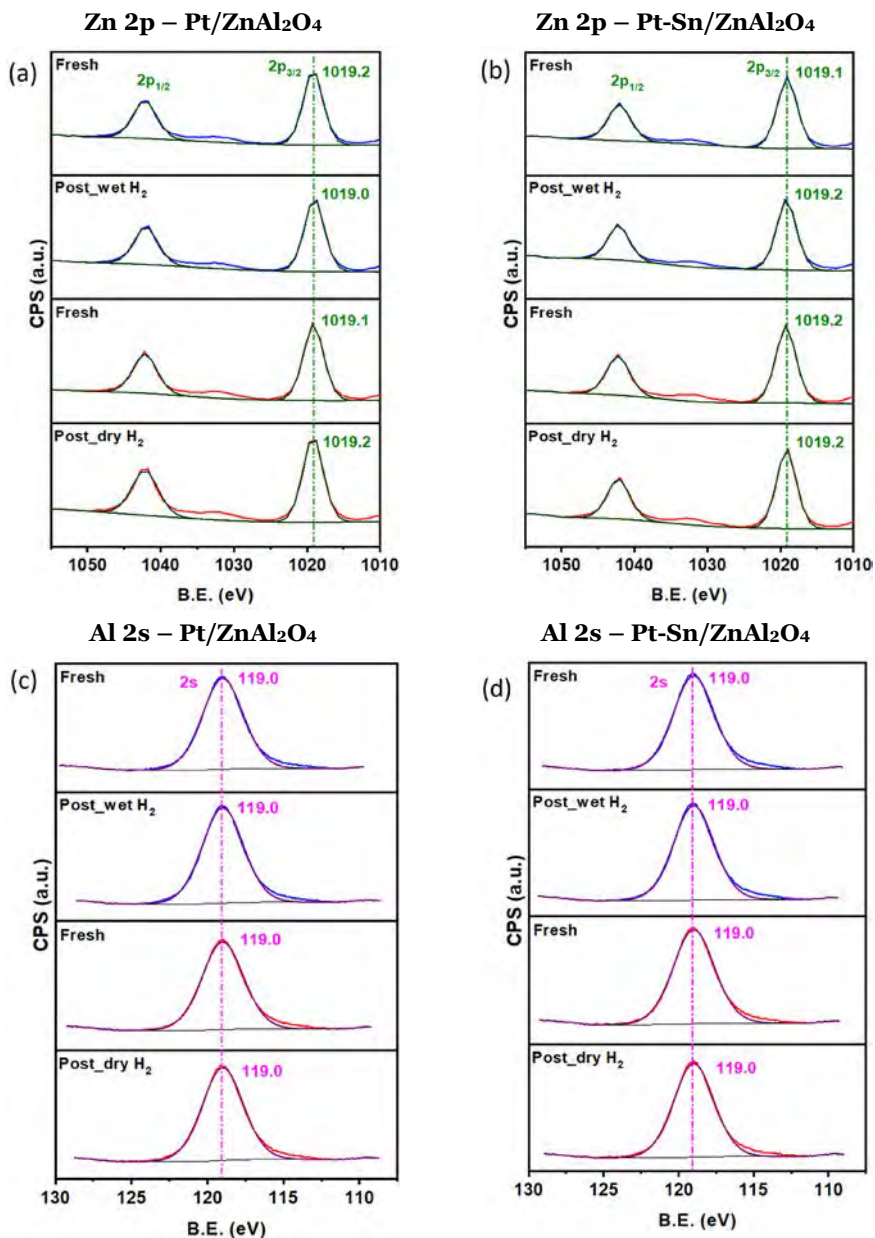 Zn 2p – Pt/ZnAl₂O₄
(a)
Fresh
2p₁/₂
2p₃/₂
1019.2
Post_wet H₂
1019.0
Fresh
1019.1
Post_dry H₂
1019.2
CPS (a.u.)
1050 1040 1030 1020 1010
B.E. (eV)
Zn 2p – Pt-Sn/ZnAl₂O₄
(b)
Fresh
2p₁/₂
2p₃/₂
1019.1
Post_wet H₂
1019.2
Fresh
1019.2
Post_dry H₂
1019.2
CPS (a.u.)
1050 1040 1030 1020 1010
B.E. (eV)
Al 2s – Pt/ZnAl₂O₄
(c)
Fresh
2s
119.0
Post_wet H₂
119.0
Fresh
119.0
Post_dry H₂
119.0
CPS (a.u.)
130 125 120 115 110
B.E. (eV)
Al 2s – Pt-Sn/ZnAl₂O₄
(d)
Fresh
2s
119.0
Post_wet H₂
119.0
Fresh
119.0
Post_dry H₂
119.0
CPS (a.u.)
130 125 120 115 110
B.E. (eV)